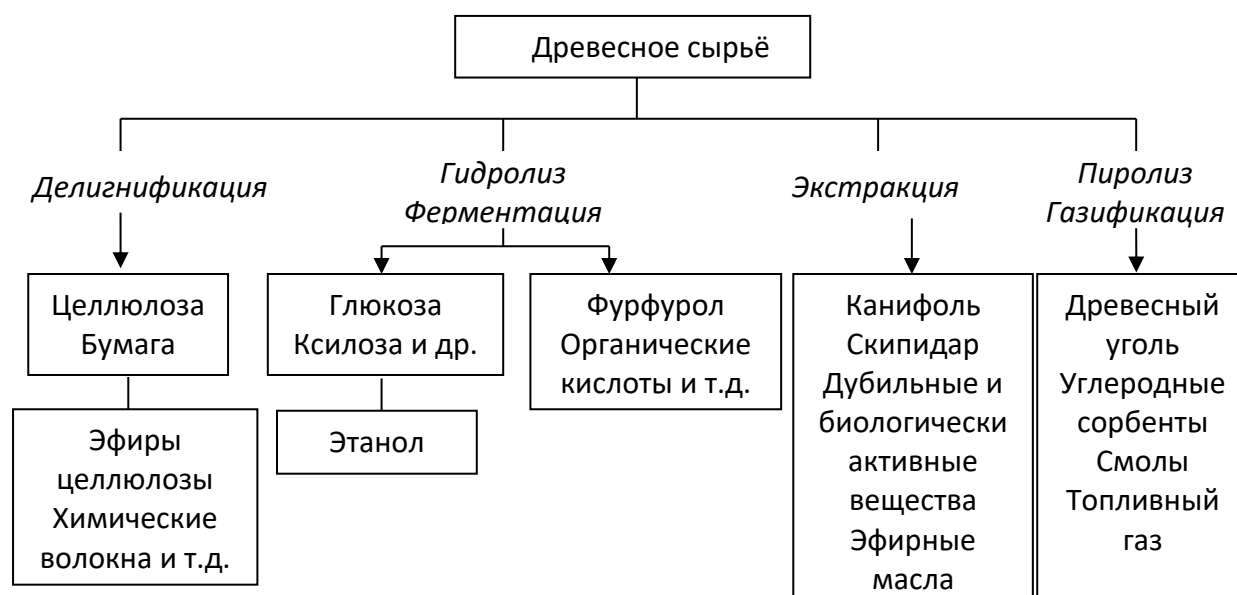 Древесное сырьё
Делигнификация
Гидролиз
Ферментация
Экстракция
Пиролиз
Газификация
Целлюлоза
Бумага
Эфиры
целлюлозы
Химические
волокна и т.д.
Глюкоза
Ксилоза и др.
Этанол
Фурфурол
Органические
кислоты и т.д.
Канифоль
Скипидар
Дубильные и
биологически
активные
вещества
Эфирные
масла
Древесный
уголь
Углеродные
сорбенты
Смолы
Топливный
газ